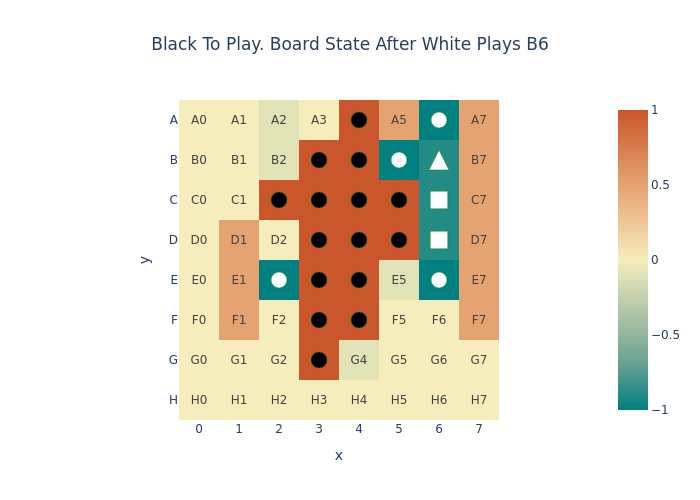 Black To Play. Board State After White Plays B6
A A0 A1 A2 A3 A5 A7 1
B B0 B1 B2 B7
C C0 C1 C7 0.5
D D0 D1 D2 D7
y 0
E E0 E1 E5 E7
F F0 F1 F2 F5 F6 F7 −0.5
G G0 G1 G2 G4 G5 G6 G7
H H0 H1 H2 H3 H4 H5 H6 H7 −1
0 1 2 3 4 5 6 7
x